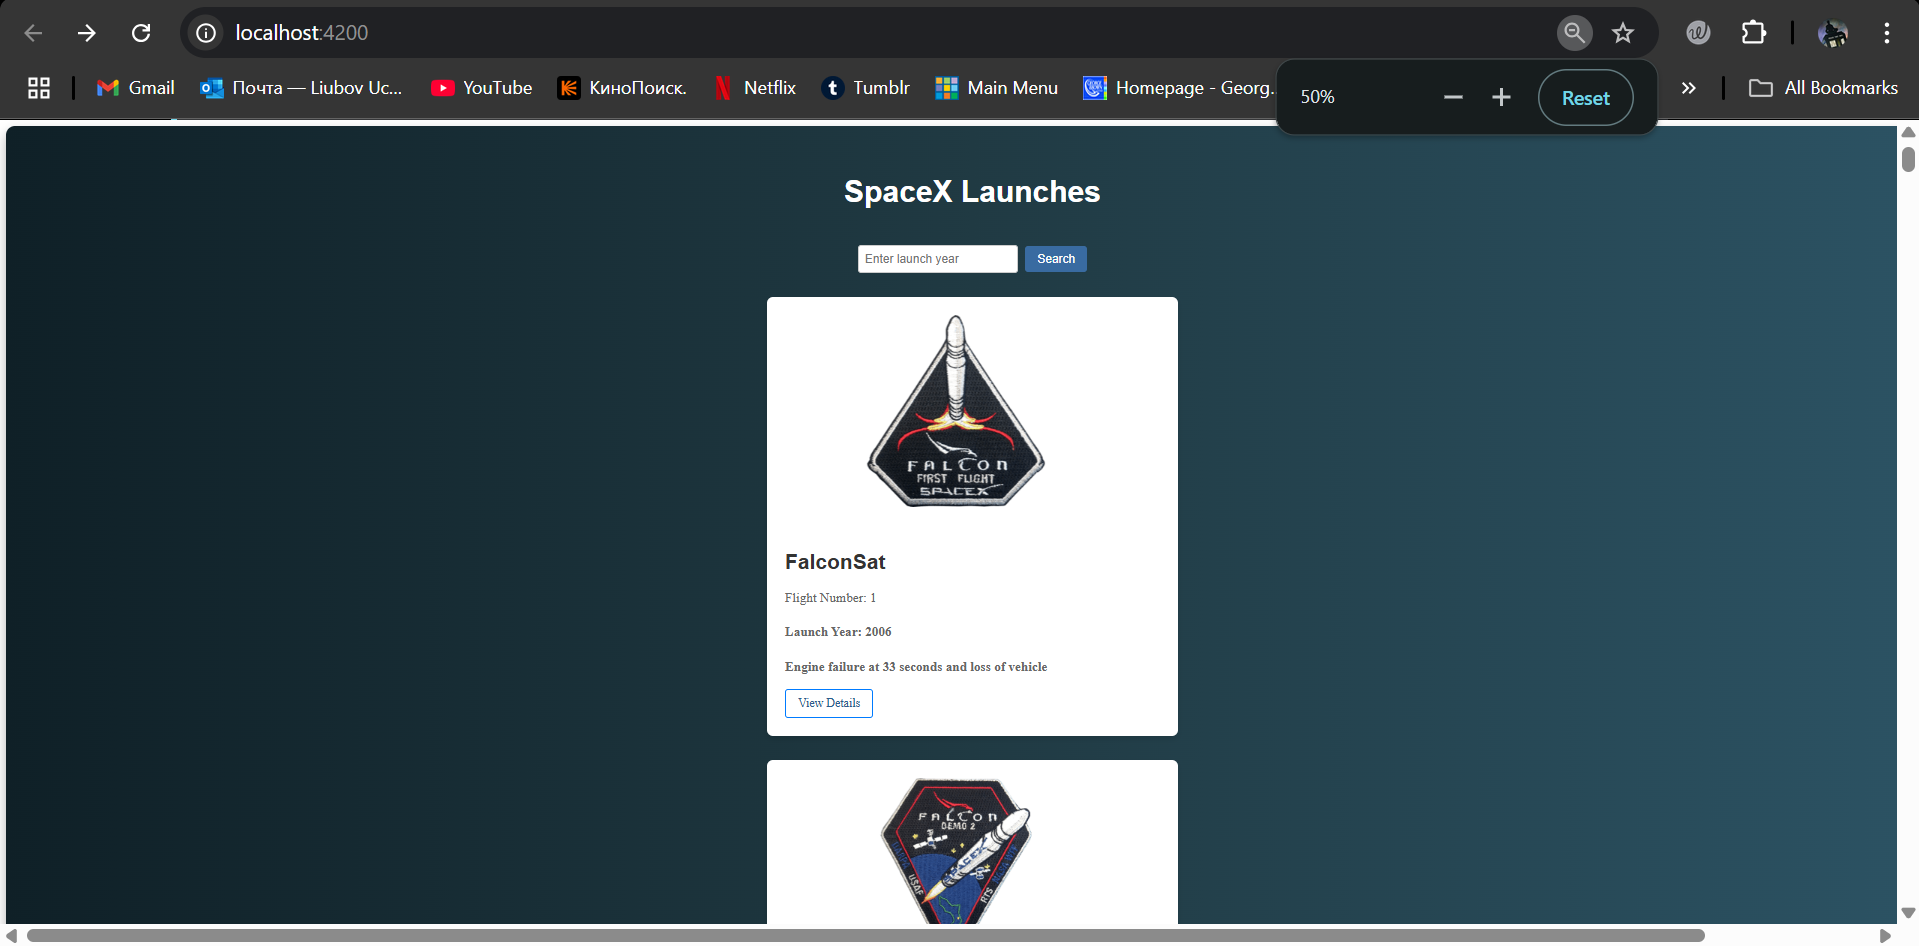 localhost:4200
Gmail
Почта — Liubov Uc...
YouTube
КиноПоиск.
Netflix
Tumblr
Main Menu
Homepage - Georg...
All Bookmarks
50%
Reset
SpaceX Launches
Enter launch year
Search
FALCON
FIRST FLIGHT
SPACEX
FalconSat
Flight Number: 1
Launch Year: 2006
Engine failure at 33 seconds and loss of vehicle
View Details
FALCON
DEMO 2
SPACEX
USAF
RTS